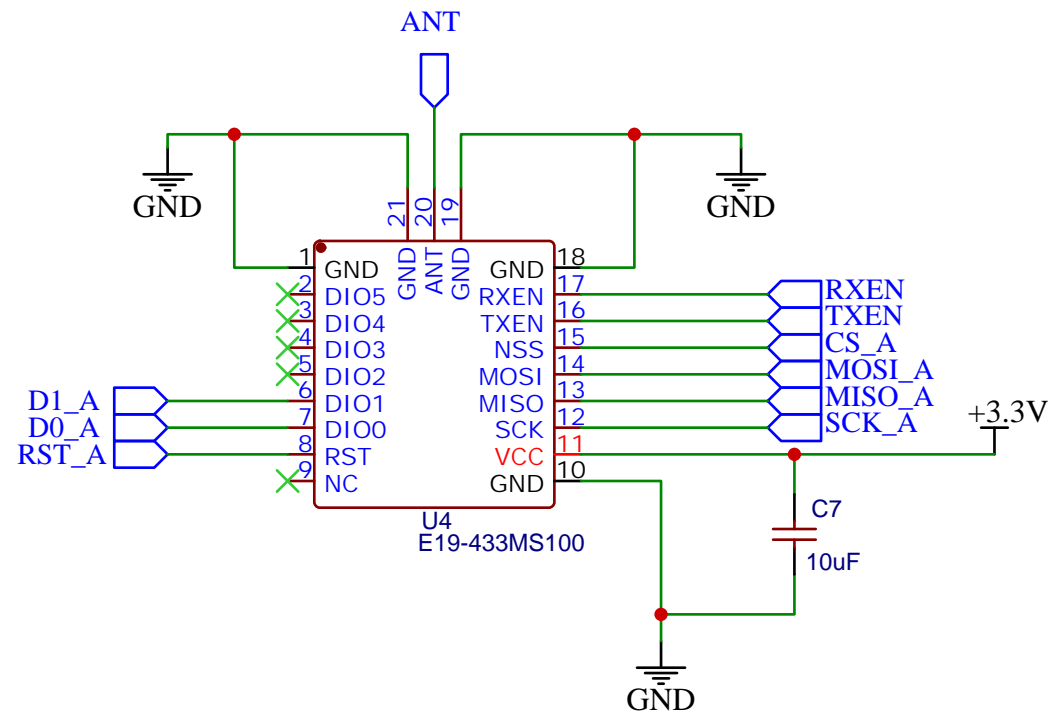 ANT
GND
GND
21
20
19
GND
ANT
GND
1
GND
GND
18
2
DIO5
RXEN
17
RXEN
3
DIO4
TXEN
16
TXEN
4
DIO3
NSS
15
CS_A
5
DIO2
MOSI
14
MOSI_A
D1_A
6
DIO1
MISO
13
MISO_A
D0_A
7
DIO0
SCK
12
SCK_A
+3.3V
RST_A
8
RST
VCC
11
9
NC
GND
10
U4
E19-433MS100
C7
10uF
GND